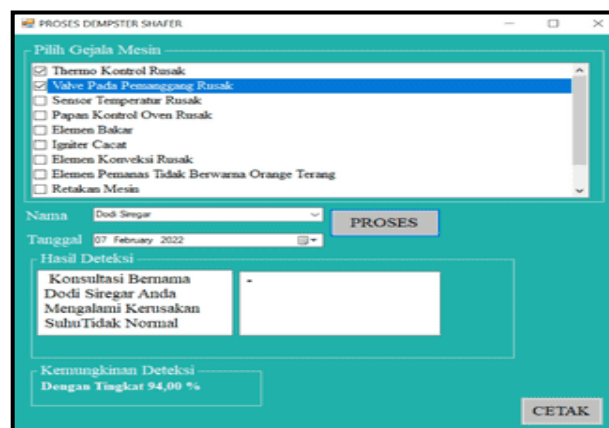 PROSES DEMPSTER SHAFER
Pilih Gejala Mesin
Thermo Kontrol Rusak
Valve Pada Pemanggang Rusak
Sensor Temperatur Rusak
Papan Kontrol Oven Rusak
Elemen Bakar
Igniter Cacat
Elemen Konveksi Rusak
Elemen Pemanas Tidak Berwarna Orange Terang
Retakan Mesin
Nama Dodi Siregar
PROSES
Tanggal 07 February 2022
Hasil Deteksi
Konsultasi Bernama
Dodi Siregar Anda
Mengalami Kerusakan
SuhuTidak Normal
-
Kemungkinan Deteksi
Dengan Tingkat 94,00 %
CETAK